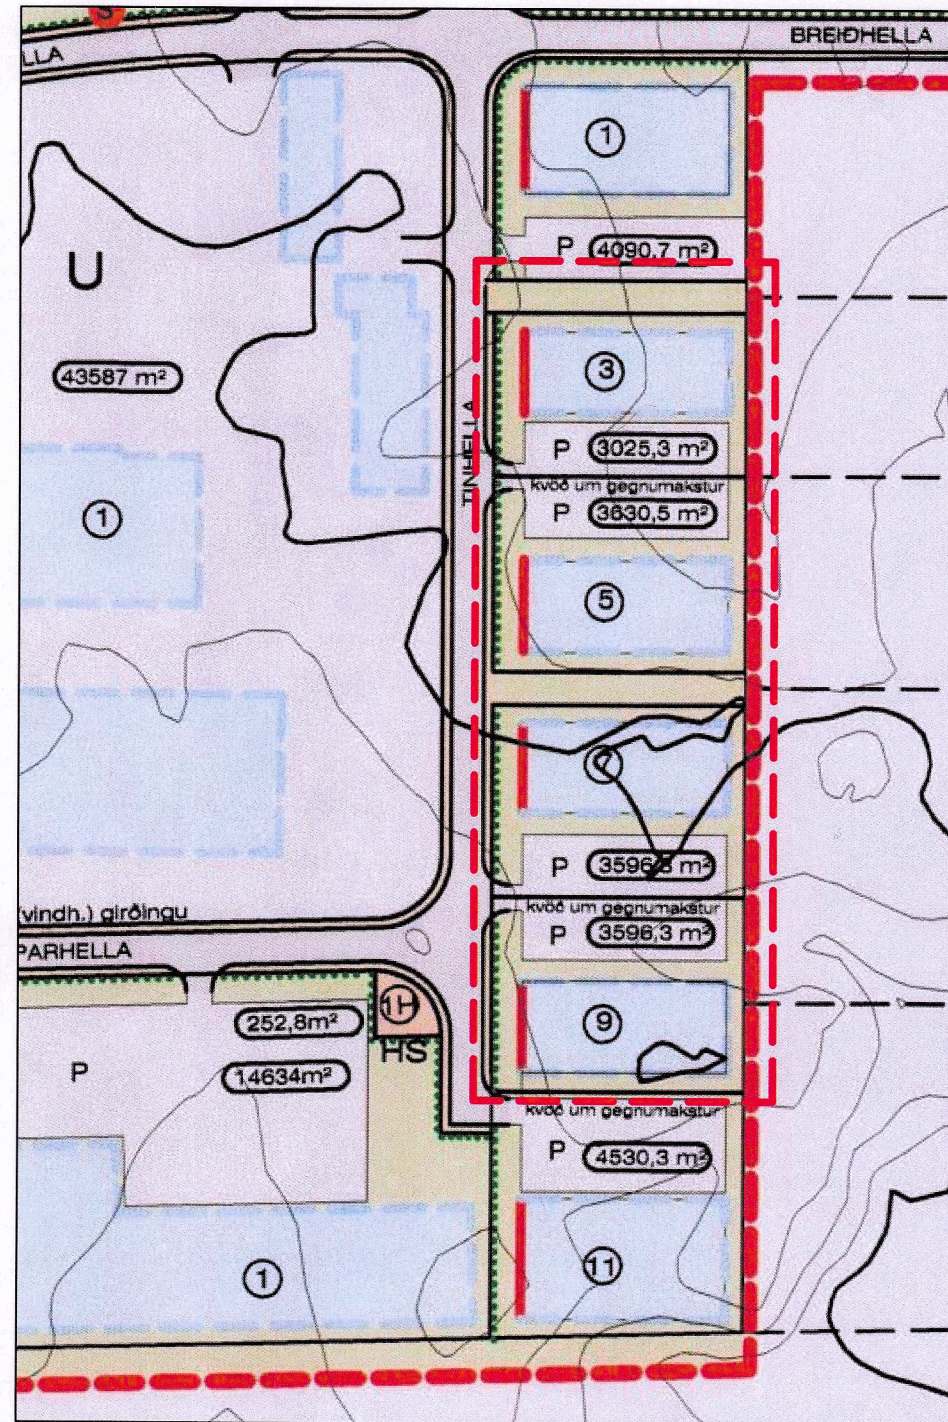 S
LLA
BREIÐHELLA
1
P 4090,7 m²
U
43587 m²
3
TINHELLA
P 3025,3 m²
kvöð um gegnumakstur
P 3630,5 m²
1
5
P
kvöð um gegnumakstur
P 3596,3 m²
(vindh.) girðingu
PARHELLA
1H
252,8m²
HS
9
P
14634m²
kvöð um gegnumakstur
P 4530,3 m²
1
11